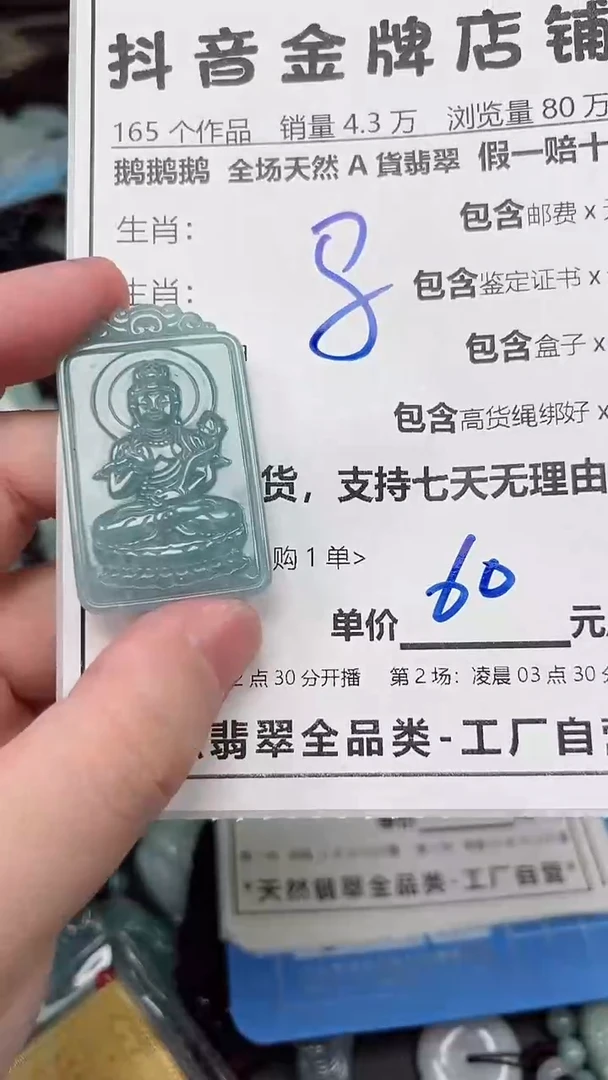 抖音金牌店铺
165 个作品 销量 4.3 万 浏览量 80 万
鹅鹅鹅 全场天然 A 貨翡翠 假一赔十
生肖:
包含邮费 x
8
生肖:
包含鉴定证书 x
包含盒子 x
包含高货绳绑好 x
货，支持七天无理由
购 1 单>
单价 60 元
点 30 分开播 第 2 场: 凌晨 03 点 30 分
翡翠全品类-工厂自营
单价
"天然翡翠全品类-工厂自营"